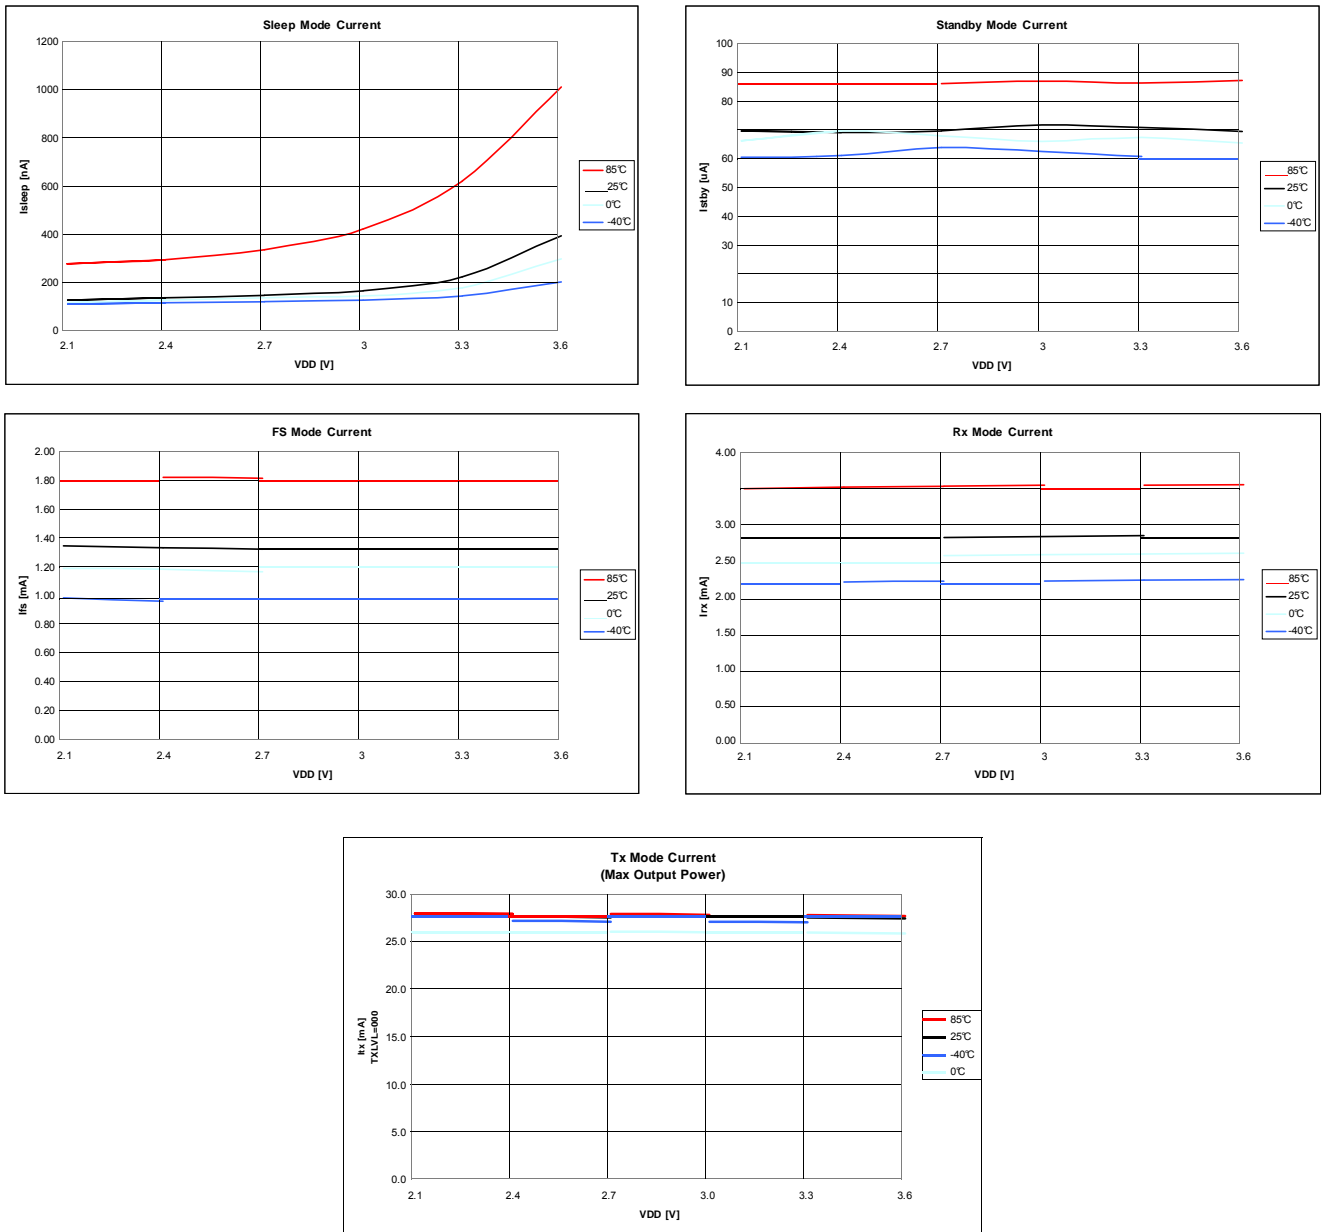 Sleep Mode Current
1200
1000
800
600
400
200
0
Isleep [nA]
2.1 2.4 2.7 3 3.3 3.6
VDD [V]
85°C
25°C
0°C
-40°C
Standby Mode Current
100
90
80
70
60
50
40
30
20
10
0
Istby [uA]
2.1 2.4 2.7 3 3.3 3.6
VDD [V]
85°C
25°C
0°C
-40°C
FS Mode Current
2.00
1.80
1.60
1.40
1.20
1.00
0.80
0.60
0.40
0.20
0.00
Ifs [mA]
2.1 2.4 2.7 3 3.3 3.6
VDD [V]
85°C
25°C
0°C
-40°C
Rx Mode Current
4.00
3.50
3.00
2.50
2.00
1.50
1.00
0.50
0.00
Irx [mA]
2.1 2.4 2.7 3 3.3 3.6
VDD [V]
85°C
25°C
0°C
-40°C
Tx Mode Current
(Max Output Power)
30.0
25.0
20.0
15.0
10.0
5.0
0.0
Itx [mA]
TXLVL=000
2.1 2.4 2.7 3.0 3.3 3.6
VDD [V]
85°C
25°C
-40°C
0°C